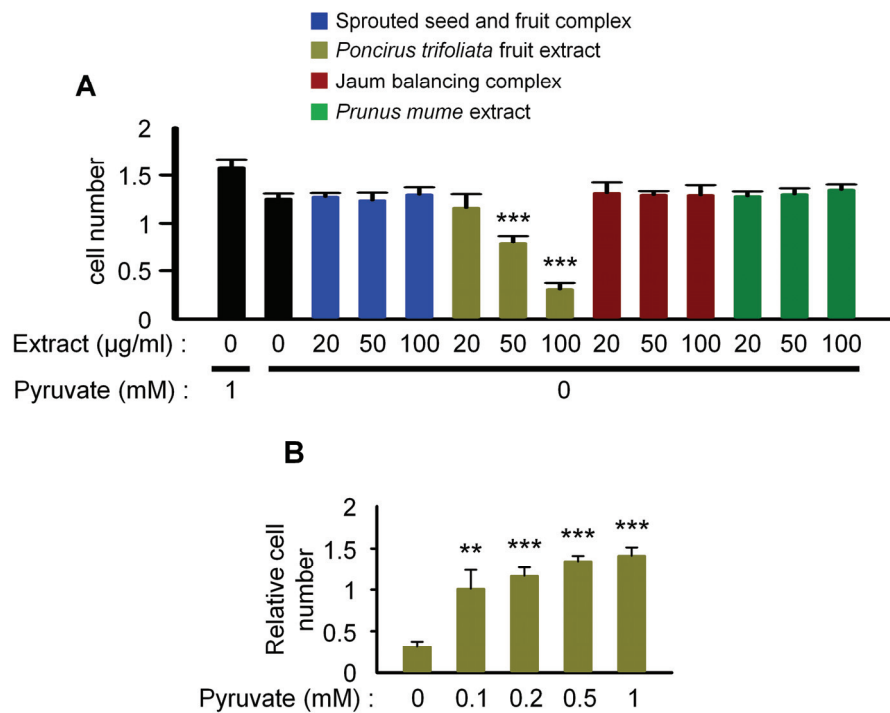 Sprouted seed and fruit complex
Poncirus trifoliata fruit extract
Jaum balancing complex
Prunus mume extract
A
2
1.5
1
0.5
0
cell number
*** ***
Extract (µg/ml) : 0 0 20 50 100 20 50 100 20 50 100 20 50 100
Pyruvate (mM) : 1 0
B
2
1.5
1
0.5
0
Relative cell
number
** *** *** ***
Pyruvate (mM) : 0 0.1 0.2 0.5 1